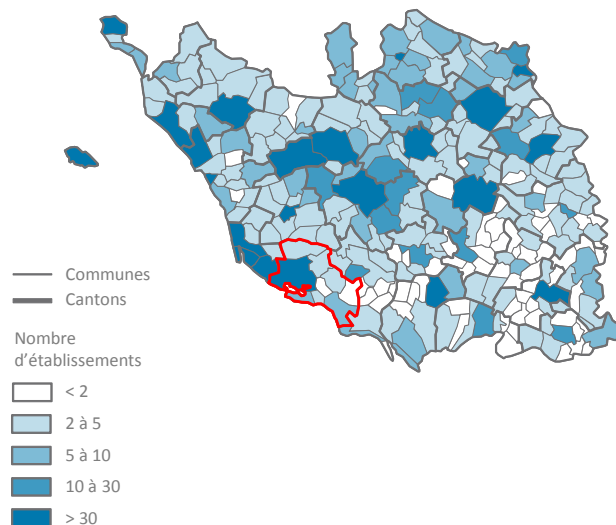 Communes
Cantons
Nombre
d'établissements
< 2
2 à 5
5 à 10
10 à 30
> 30